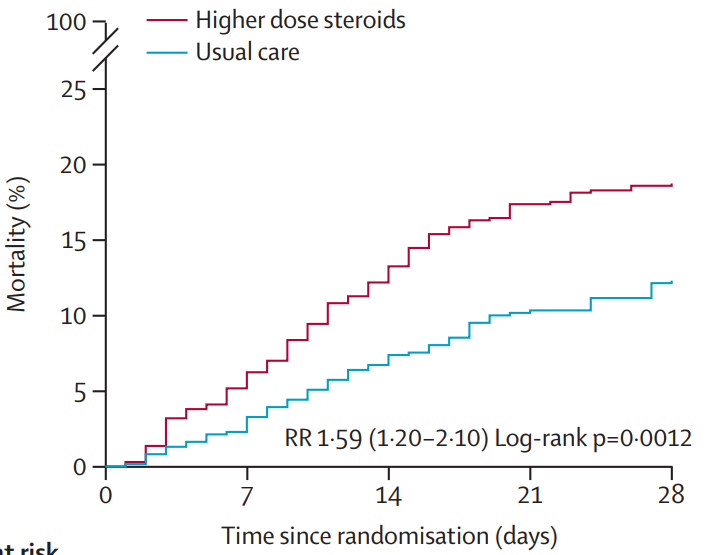 100
Higher dose steroids
Usual care
25
20
15
10
5
0
Mortality (%)
RR 1·59 (1·20–2·10) Log-rank p=0·0012
0 7 14 21 28
Time since randomisation (days)
t risk